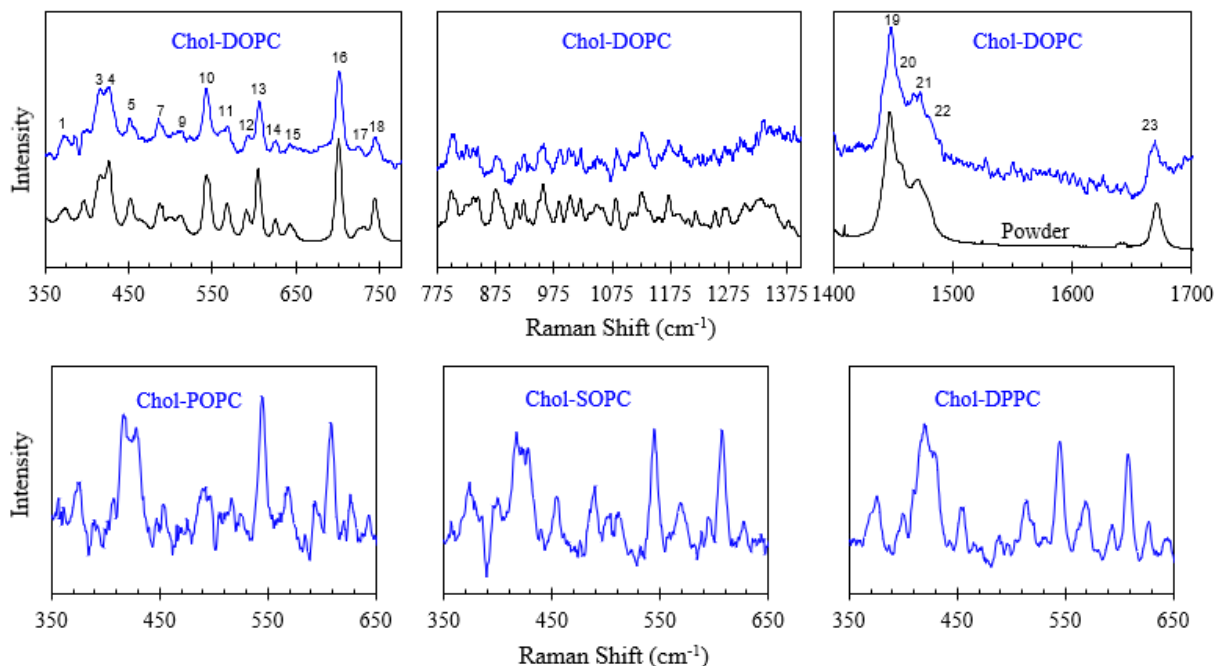 Chol-DOPC
Chol-DOPC
Chol-DOPC
Intensity
1
3 4
5
7
9
10
11
12
13
14
15
16
17
18
19
20
21
22
23
Powder
350 450 550 650 750
775 875 975 1075 1175 1275 1375
1400 1500 1600 1700
Raman Shift (cm⁻¹)
Chol-POPC
Chol-SOPC
Chol-DPPC
Intensity
350 450 550 650
350 450 550 650
350 450 550 650
Raman Shift (cm⁻¹)